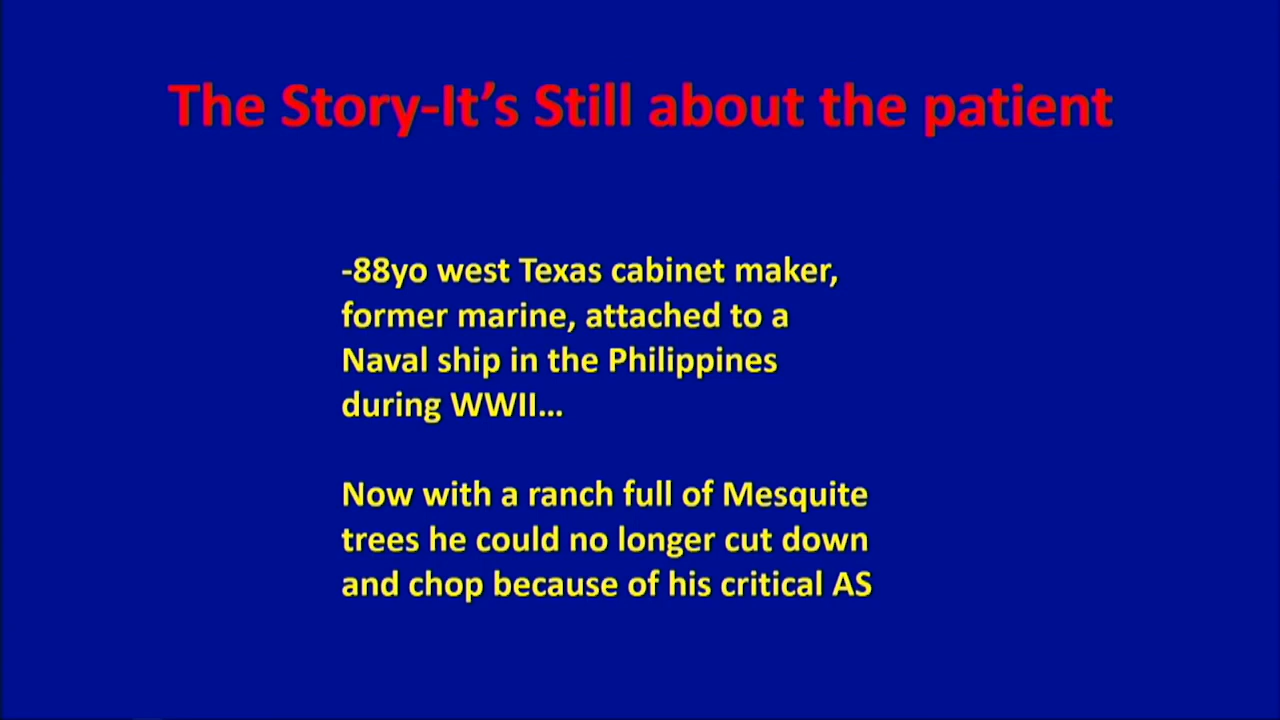 The Story-It’s Still about the patient
-88yo west Texas cabinet maker,
former marine, attached to a
Naval ship in the Philippines
during WWII…
Now with a ranch full of Mesquite
trees he could no longer cut down
and chop because of his critical AS